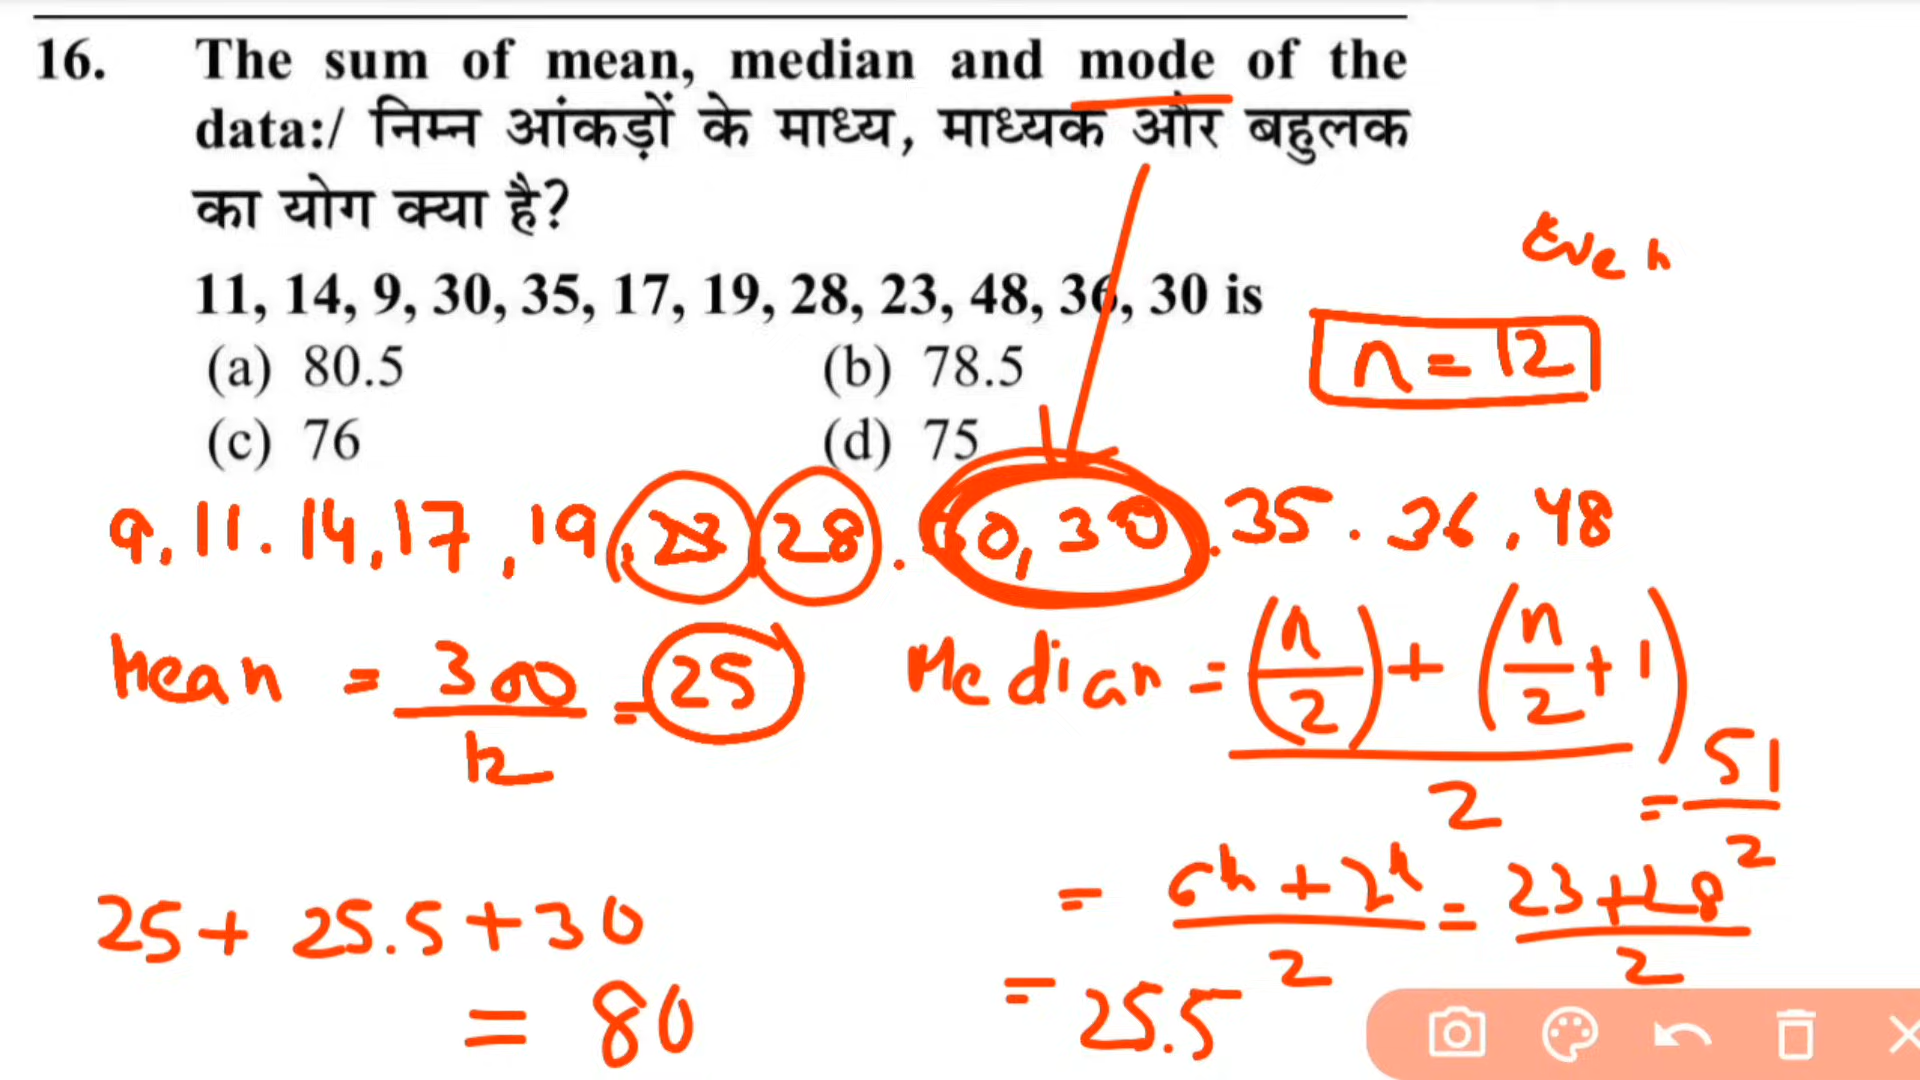 16. The sum of mean, median and mode of the
data:/ निम्न आंकड़ों के माध्य, माध्यक और बहुलक
का योग क्या है?
Even
11, 14, 9, 30, 35, 17, 19, 28, 23, 48, 36, 30 is
n = 12
(a) 80.5 (b) 78.5
(c) 76 (d) 75
9, 11. 14, 17, 19, 23, 28. 30, 30. 35. 36, 48
Mean = 300/12 = 25
Median = (n/2) + (n/2 + 1) / 2
= 51/2
25 + 25.5 + 30
= 23+28/2
= 80
= 25.5